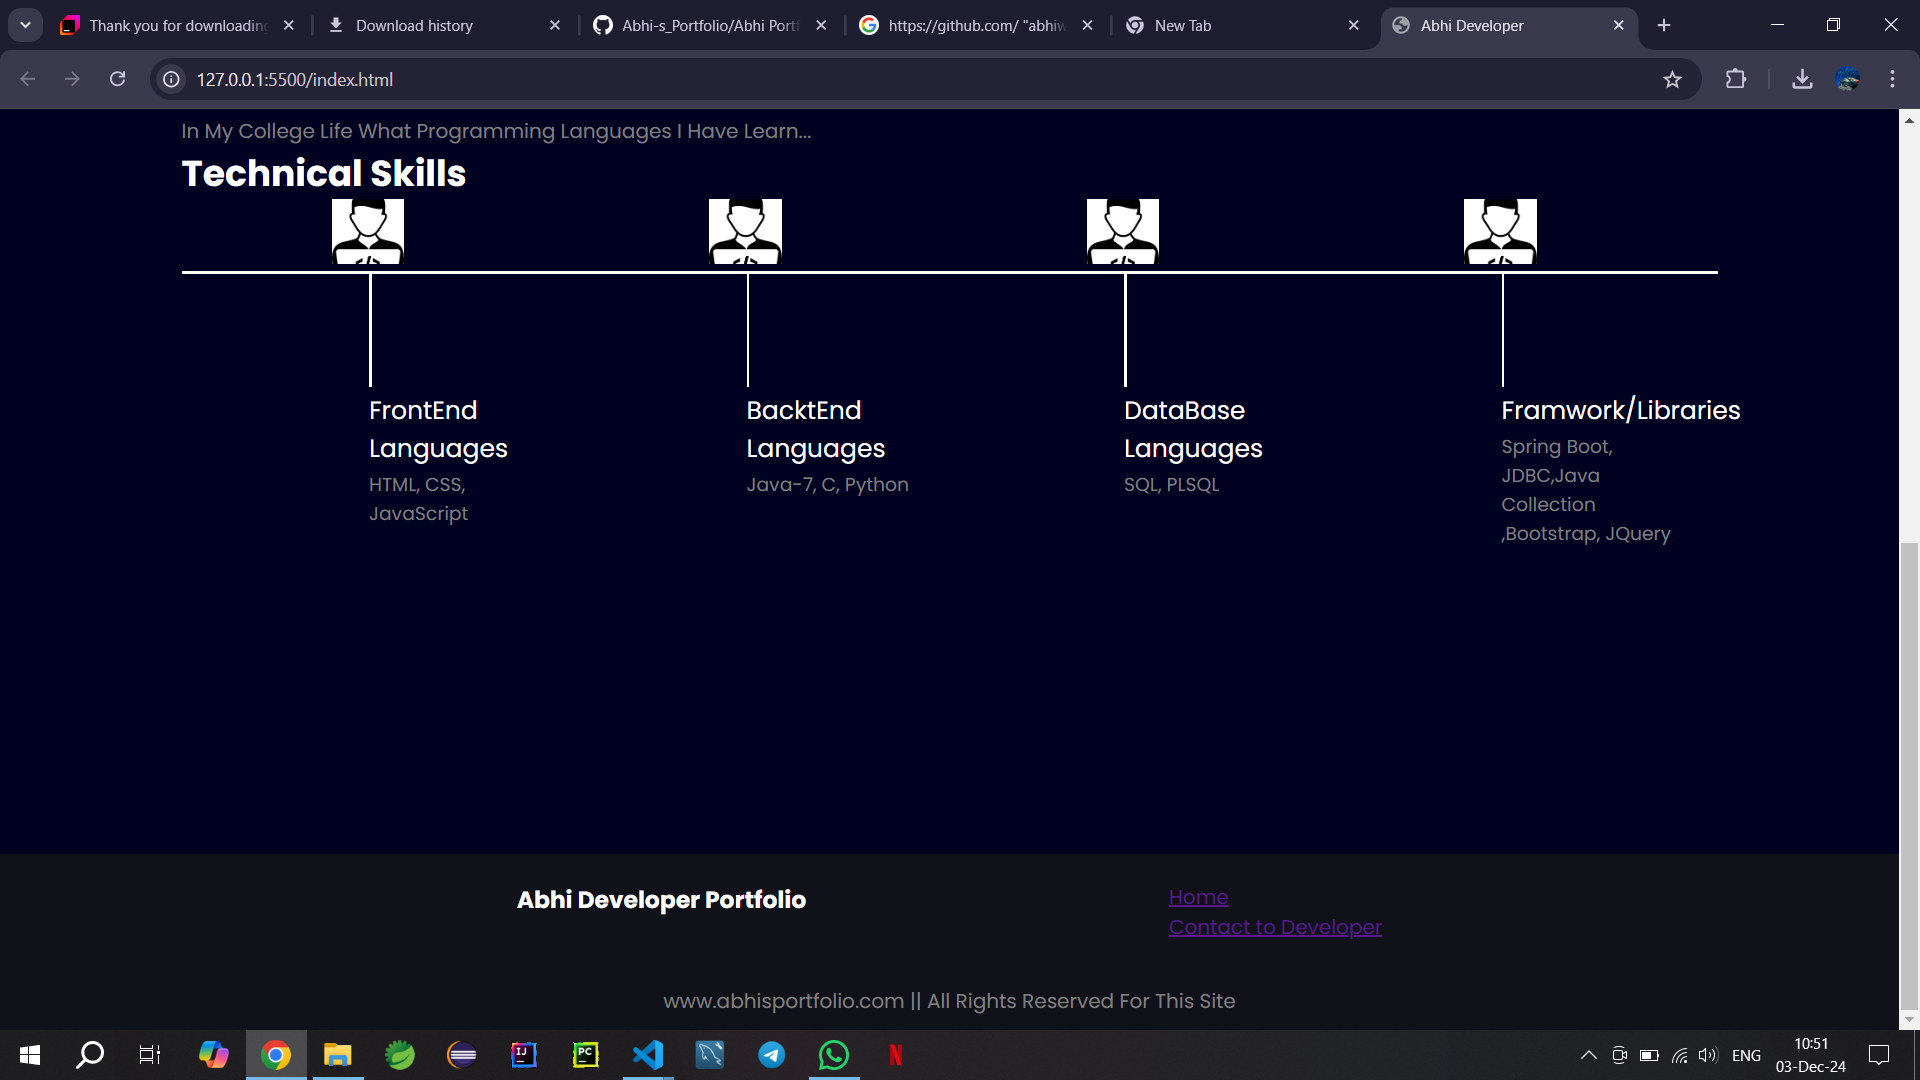 Thank you for downloading
Download history
Abhi-s_Portfolio/Abhi Portf
https://github.com/ "abhiw
New Tab
Abhi Developer
127.0.0.1:5500/index.html
In My College Life What Programming Languages I Have Learn...
Technical Skills
</>
</>
</>
</>
FrontEnd
Languages
HTML, CSS,
JavaScript
BacktEnd
Languages
Java-7, C, Python
DataBase
Languages
SQL, PLSQL
Framwork/Libraries
Spring Boot,
JDBC,Java
Collection
,Bootstrap, JQuery
Abhi Developer Portfolio
Home
Contact to Developer
www.abhisportfolio.com || All Rights Reserved For This Site
IJ
PC
N
ENG
10:51
03-Dec-24